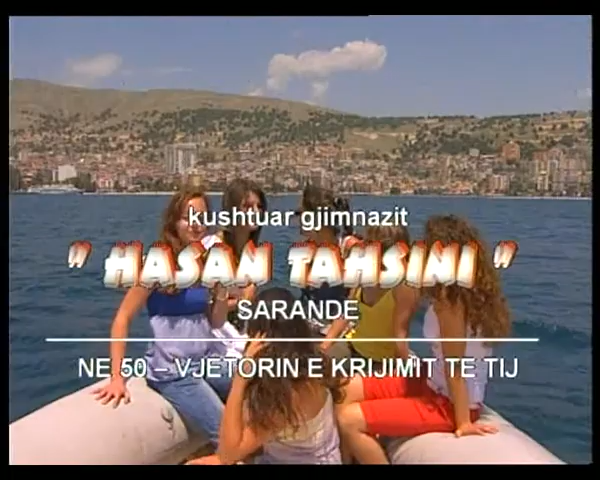 kushtuar gjimnazit
" HASAN TAHSINI "
SARANDE
NE 50 – VJETORIN E KRIJIMIT TE TIJ